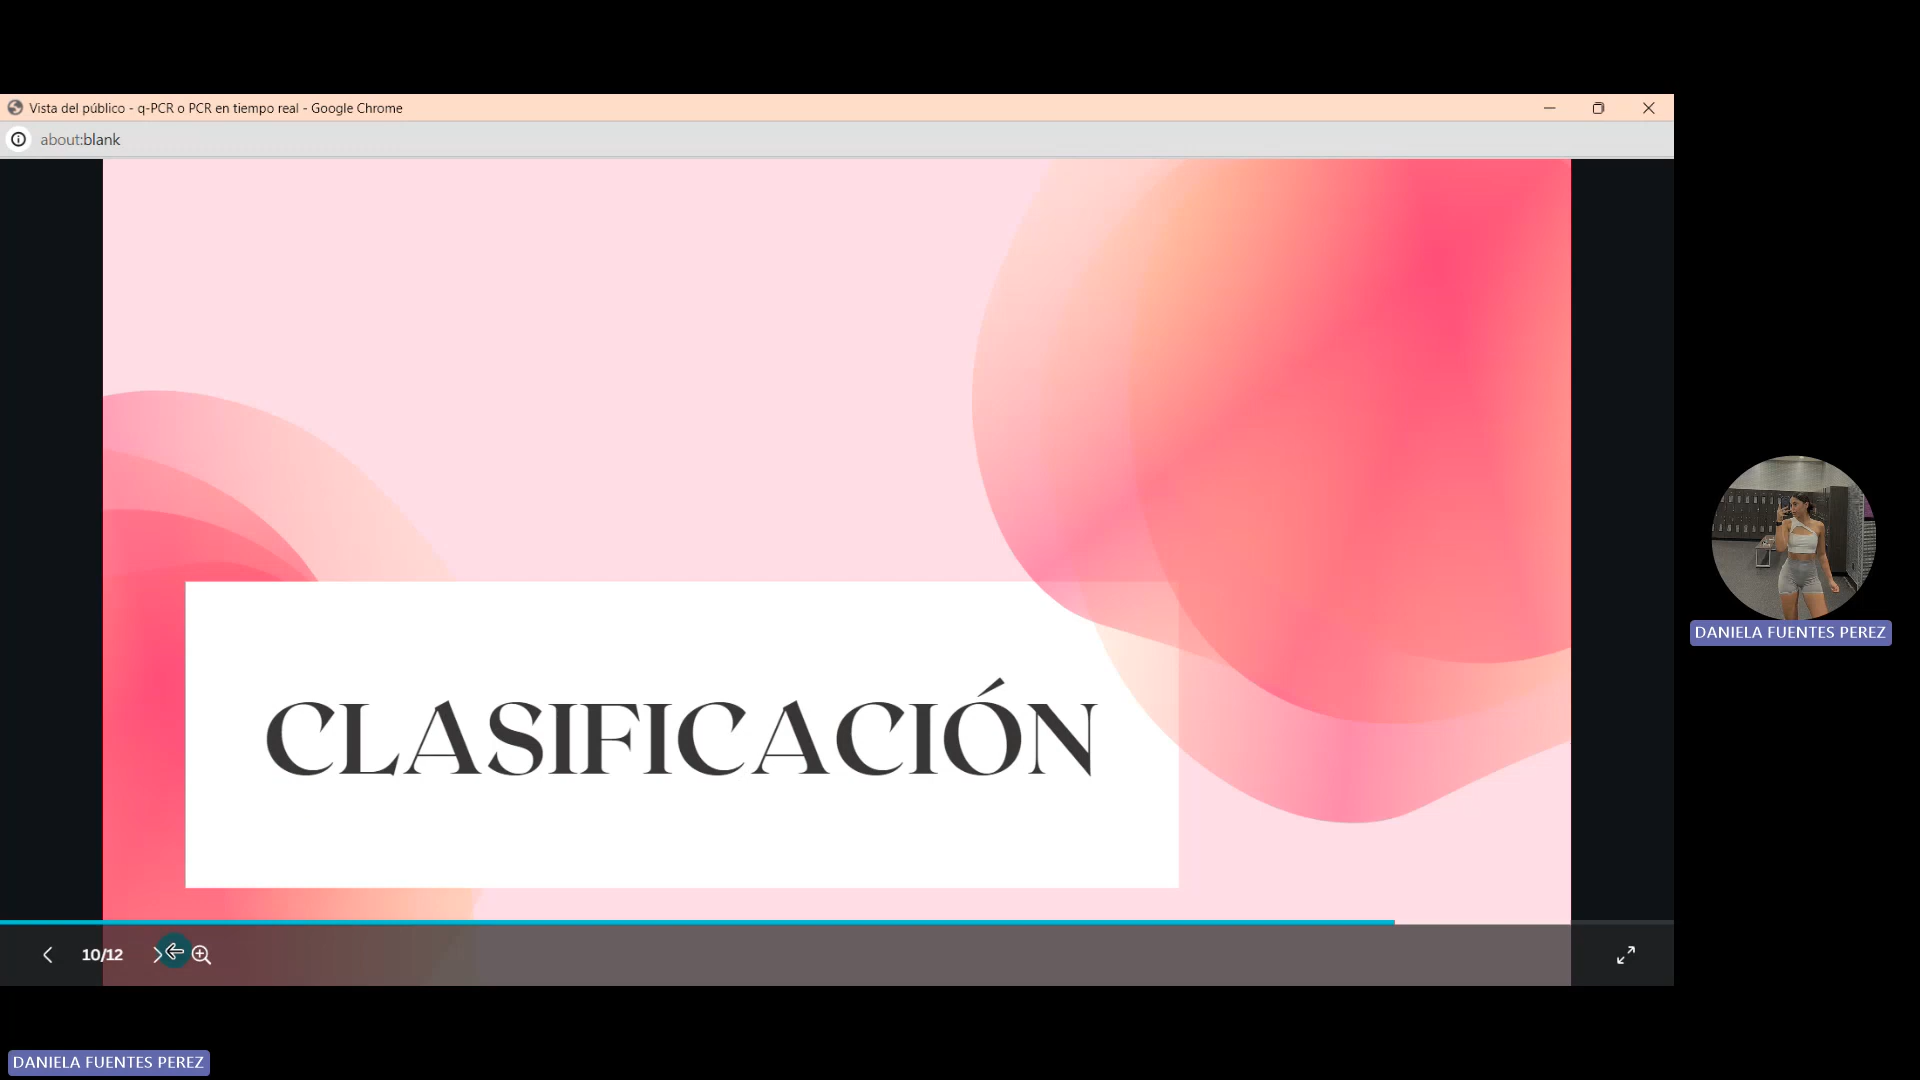 Vista del público - q-PCR o PCR en tiempo real - Google Chrome
about:blank
CLASIFICACIÓN
10/12
DANIELA FUENTES PEREZ
DANIELA FUENTES PEREZ